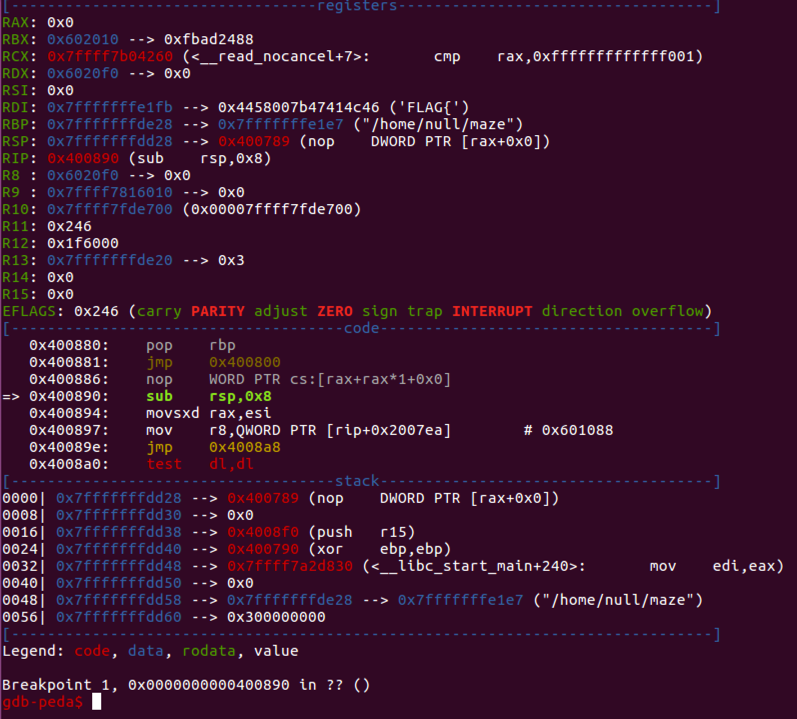 [-------------------------------registers-------------------------------]
RAX: 0x0
RBX: 0x602010 --> 0xfbad2488
RCX: 0x7ffff7b04260 (<__read_nocancel+7>: cmp rax,0xfffffffffffff001)
RDX: 0x6020f0 --> 0x0
RSI: 0x0
RDI: 0x7fffffffe1fb --> 0x4458007b47414c46 ('FLAG{')
RBP: 0x7fffffffde28 --> 0x7fffffffe1e7 ("/home/null/maze")
RSP: 0x7fffffffdd28 --> 0x400789 (nop DWORD PTR [rax+0x0])
RIP: 0x400890 (sub rsp,0x8)
R8 : 0x6020f0 --> 0x0
R9 : 0x7ffff7816010 --> 0x0
R10: 0x7ffff7fde700 (0x00007ffff7fde700)
R11: 0x246
R12: 0x1f6000
R13: 0x7fffffffde20 --> 0x3
R14: 0x0
R15: 0x0
EFLAGS: 0x246 (carry PARITY adjust ZERO sign trap INTERRUPT direction overflow)
[----------------------------------code---------------------------------]
0x400880: pop rbp
0x400881: jmp 0x400800
0x400886: nop WORD PTR cs:[rax+rax*1+0x0]
=> 0x400890: sub rsp,0x8
0x400894: movsxd rax,esi
0x400897: mov r8,QWORD PTR [rip+0x2007ea] # 0x601088
0x40089e: jmp 0x4008a8
0x4008a0: test dl,dl
[---------------------------------stack---------------------------------]
0000| 0x7fffffffdd28 --> 0x400789 (nop DWORD PTR [rax+0x0])
0008| 0x7fffffffdd30 --> 0x0
0016| 0x7fffffffdd38 --> 0x4008f0 (push r15)
0024| 0x7fffffffdd40 --> 0x400790 (xor ebp,ebp)
0032| 0x7fffffffdd48 --> 0x7ffff7a2d830 (<__libc_start_main+240>: mov edi,eax)
0040| 0x7fffffffdd50 --> 0x0
0048| 0x7fffffffdd58 --> 0x7fffffffde28 --> 0x7fffffffe1e7 ("/home/null/maze")
0056| 0x7fffffffdd60 --> 0x300000000
[-----------------------------------------------------------------------]
Legend: code, data, rodata, value

Breakpoint 1, 0x0000000000400890 in ?? ()
gdb-peda$